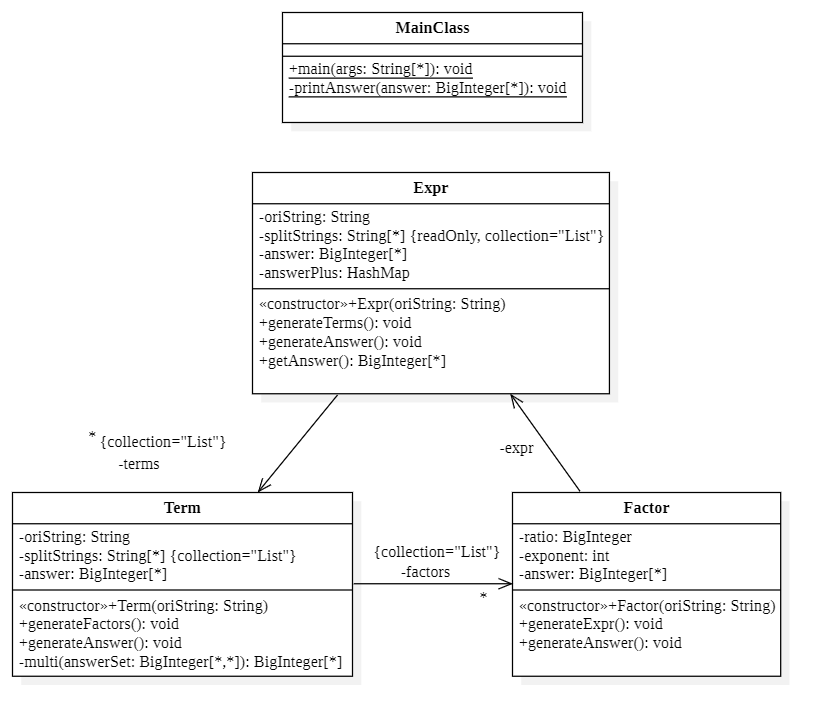 MainClass
+main(args: String[*]): void
-printAnswer(answer: BigInteger[*]): void
Expr
-oriString: String
-splitStrings: String[*] {readOnly, collection="List"}
-answer: BigInteger[*]
-answerPlus: HashMap
«constructor»+Expr(oriString: String)
+generateTerms(): void
+generateAnswer(): void
+getAnswer(): BigInteger[*]
* {collection="List"}
-terms
-expr
Term
-oriString: String
-splitStrings: String[*] {collection="List"}
-answer: BigInteger[*]
«constructor»+Term(oriString: String)
+generateFactors(): void
+generateAnswer(): void
-multi(answerSet: BigInteger[*,*]): BigInteger[*]
{collection="List"}
-factors
*
Factor
-ratio: BigInteger
-exponent: int
-answer: BigInteger[*]
«constructor»+Factor(oriString: String)
+generateExpr(): void
+generateAnswer(): void